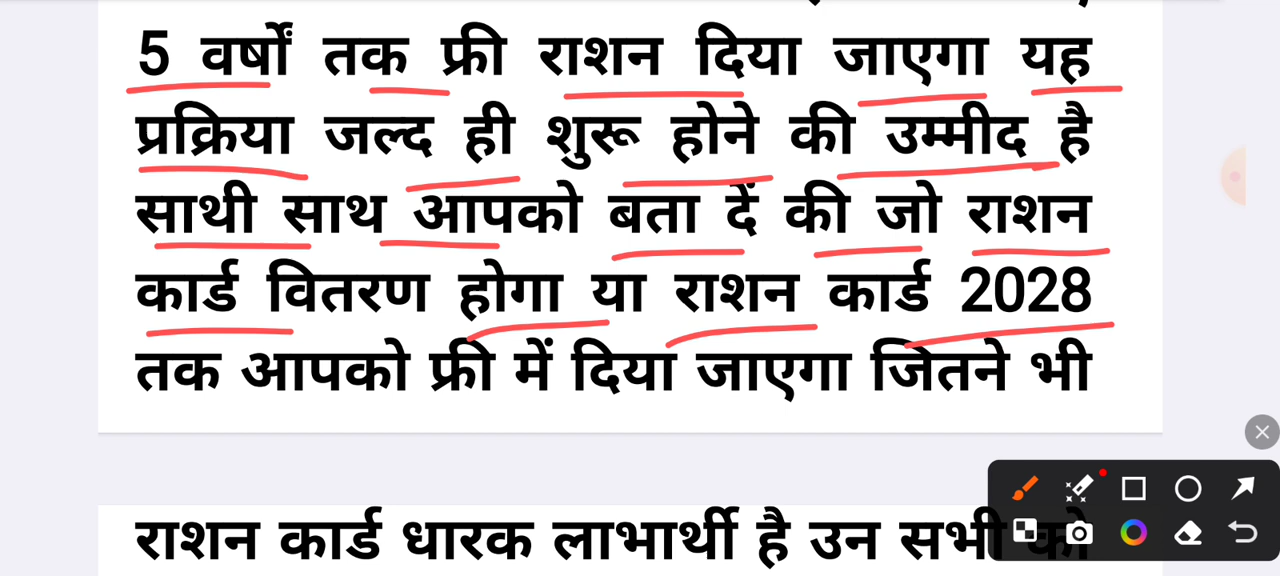 5 वर्षों तक फ्री राशन दिया जाएगा यह
प्रक्रिया जल्द ही शुरू होने की उम्मीद है
साथी साथ आपको बता दें की जो राशन
कार्ड वितरण होगा या राशन कार्ड 2028
तक आपको फ्री में दिया जाएगा जितने भी
राशन कार्ड धारक लाभार्थी है उन सभी को